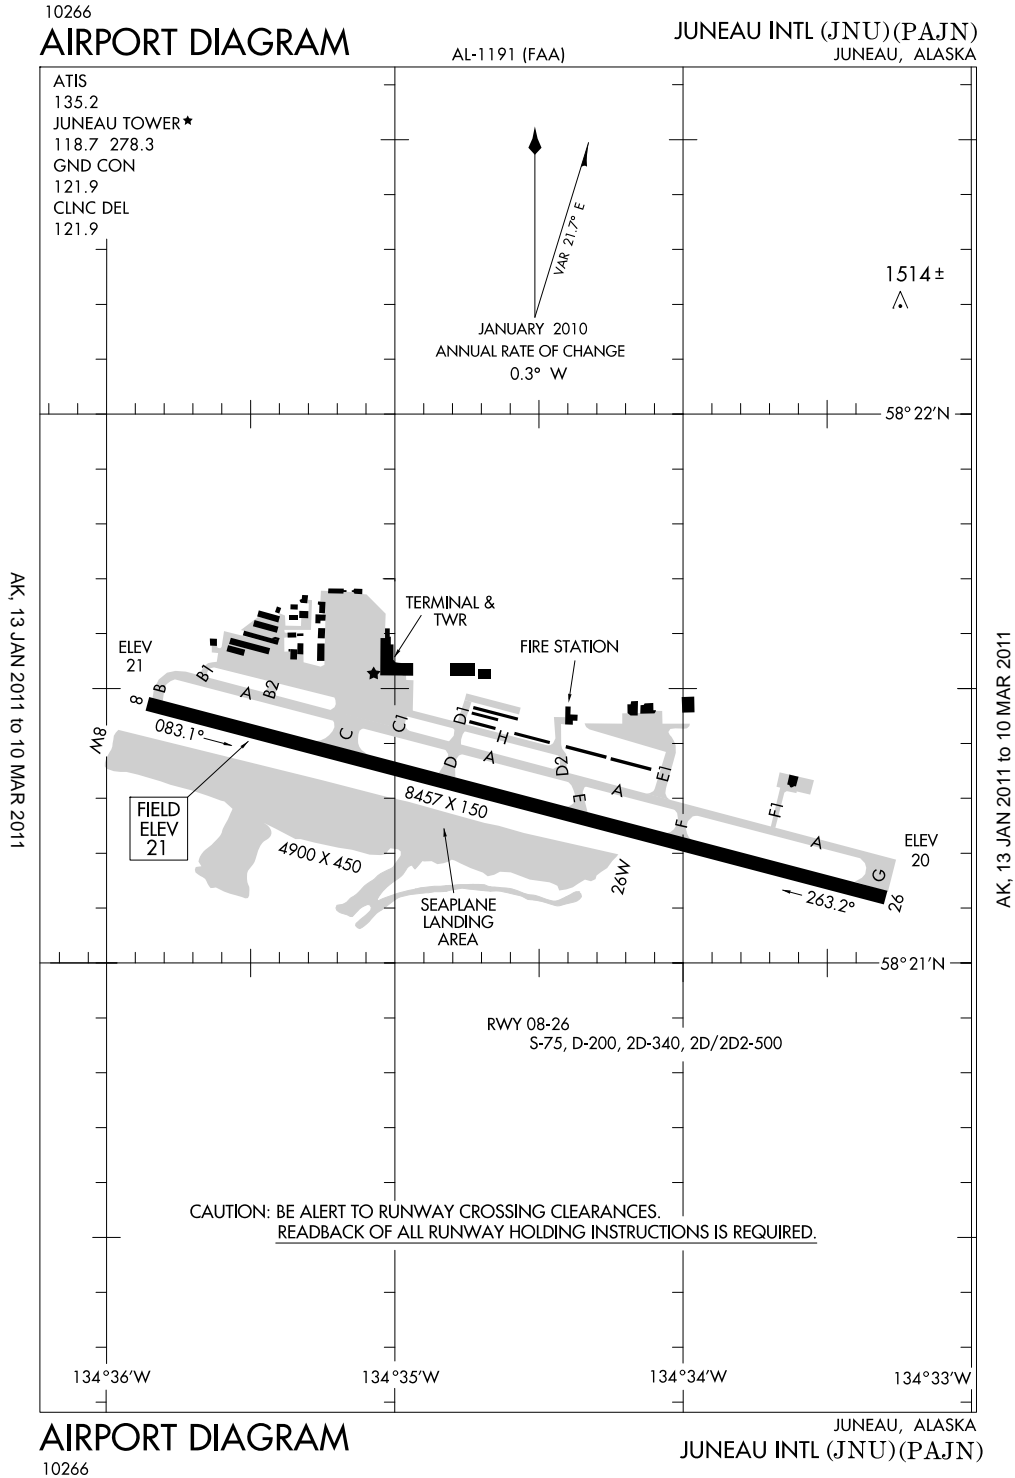 10266
AIRPORT DIAGRAM
AL-1191 (FAA)
JUNEAU INTL (JNU)(PAJN)
JUNEAU, ALASKA
ATIS
135.2
JUNEAU TOWER★
118.7 278.3
GND CON
121.9
CLNC DEL
121.9
VAR 21.7° E
JANUARY 2010
ANNUAL RATE OF CHANGE
0.3° W
1514±
58°22'N
AK, 13 JAN 2011 to 10 MAR 2011
AK, 13 JAN 2011 to 10 MAR 2011
TERMINAL &
TWR
FIRE STATION
ELEV
21
8
B
B1
A
B2
C
C1
D1
D
H
A
D2
E
A
E1
F
F1
A
G
26
ELEV
20
8W
083.1°
8457 X 150
263.2°
FIELD
ELEV
21
4900 X 450
26W
SEAPLANE
LANDING
AREA
58°21'N
RWY 08-26
S-75, D-200, 2D-340, 2D/2D2-500
CAUTION: BE ALERT TO RUNWAY CROSSING CLEARANCES.
READBACK OF ALL RUNWAY HOLDING INSTRUCTIONS IS REQUIRED.
134°36'W
134°35'W
134°34'W
134°33'W
AIRPORT DIAGRAM
10266
JUNEAU, ALASKA
JUNEAU INTL (JNU)(PAJN)